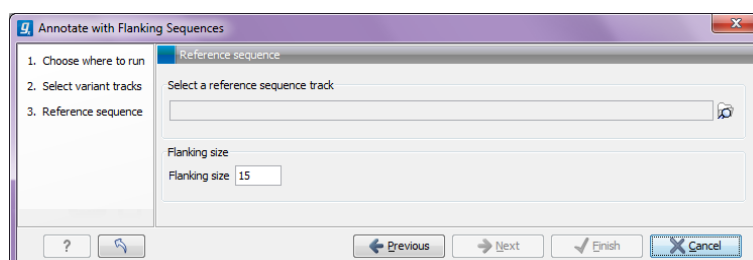 Annotate with Flanking Sequences
1. Choose where to run
2. Select variant tracks
3. Reference sequence
Reference sequence
Select a reference sequence track
Flanking size
Flanking size 15
? Previous Next Finish Cancel